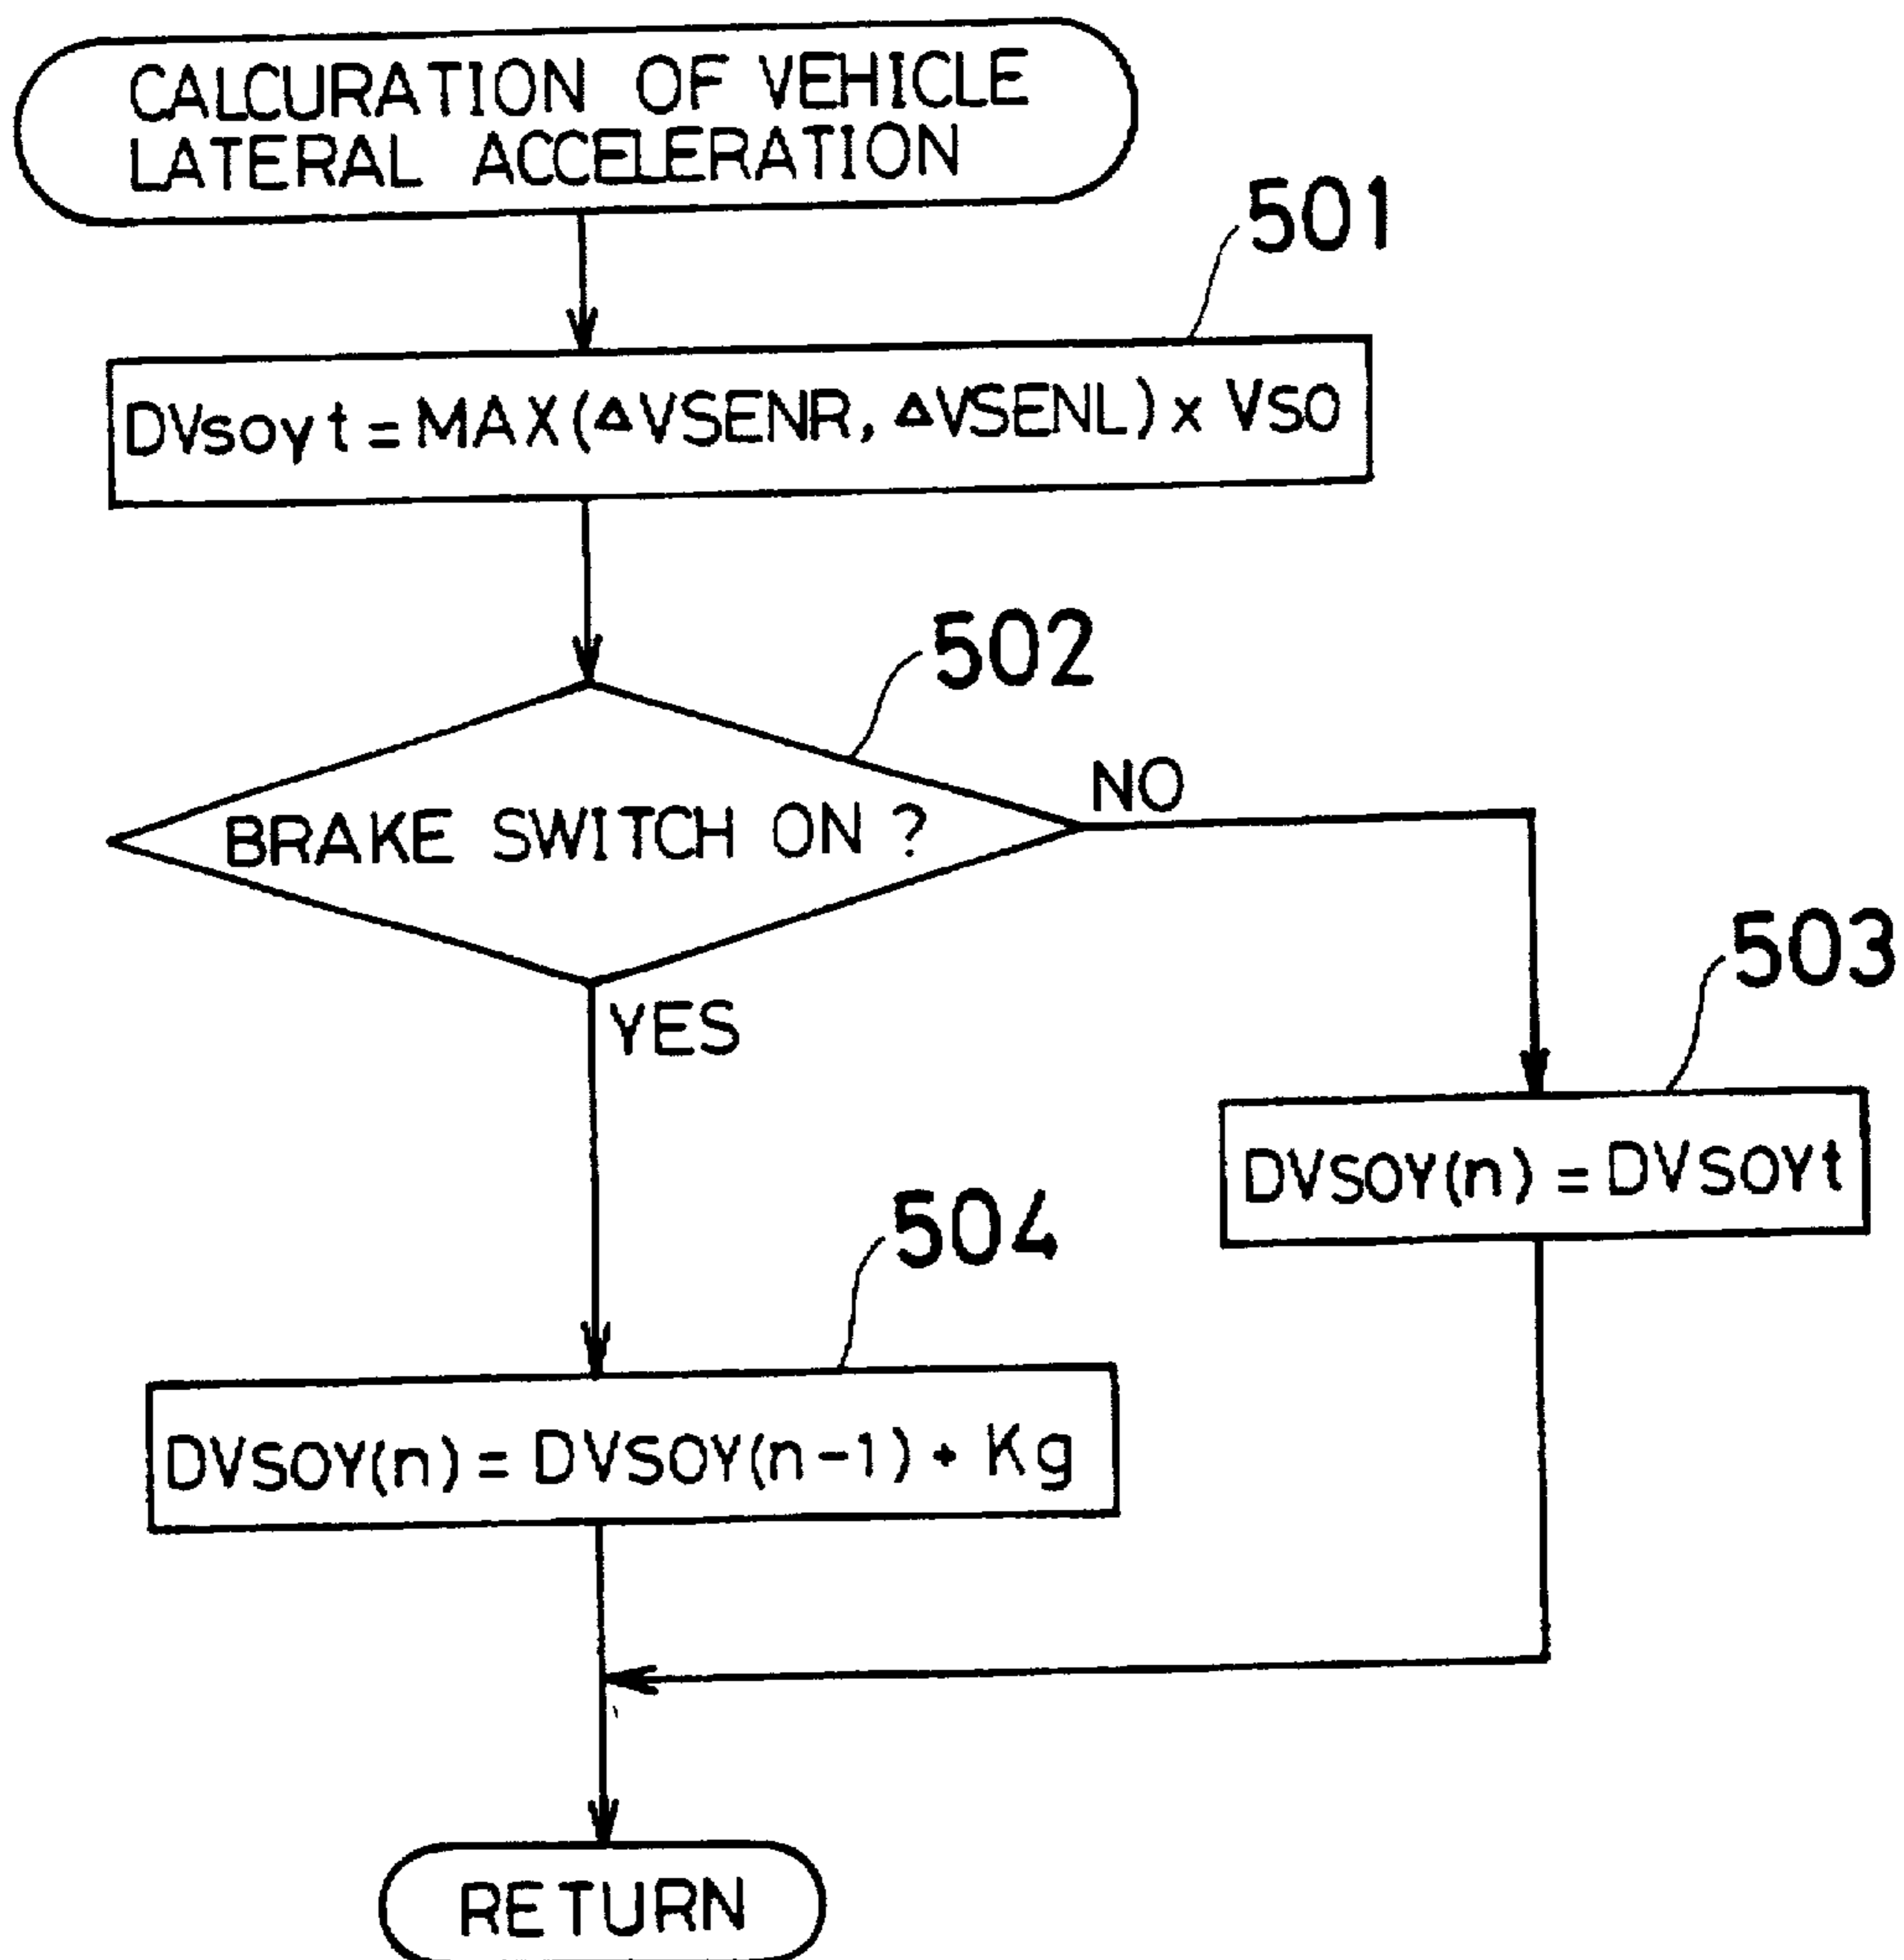 CALCURATION OF VEHICLE
LATERAL ACCELERATION
501
DVsoyt = MAX(ΔVSENR, ΔVSENL) x Vso
502
BRAKE SWITCH ON ?
NO
YES
503
DVSOY(n) = DVSOYt
504
DVSOY(n) = DVSOY(n-1) + Kg
RETURN